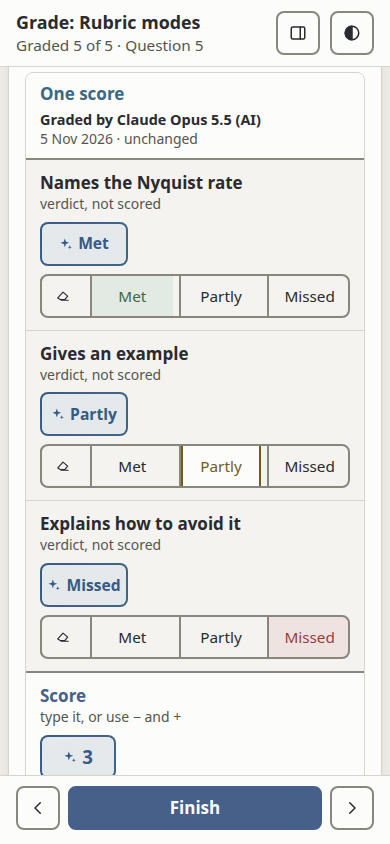 Grade: Rubric modes
Graded 5 of 5 · Question 5
One score
Graded by Claude Opus 5.5 (AI)
5 Nov 2026 · unchanged
Names the Nyquist rate
verdict, not scored
Met
Met Partly Missed
Gives an example
verdict, not scored
Partly
Met Partly Missed
Explains how to avoid it
verdict, not scored
Missed
Met Partly Missed
Score
type it, or use − and +
3
Finish